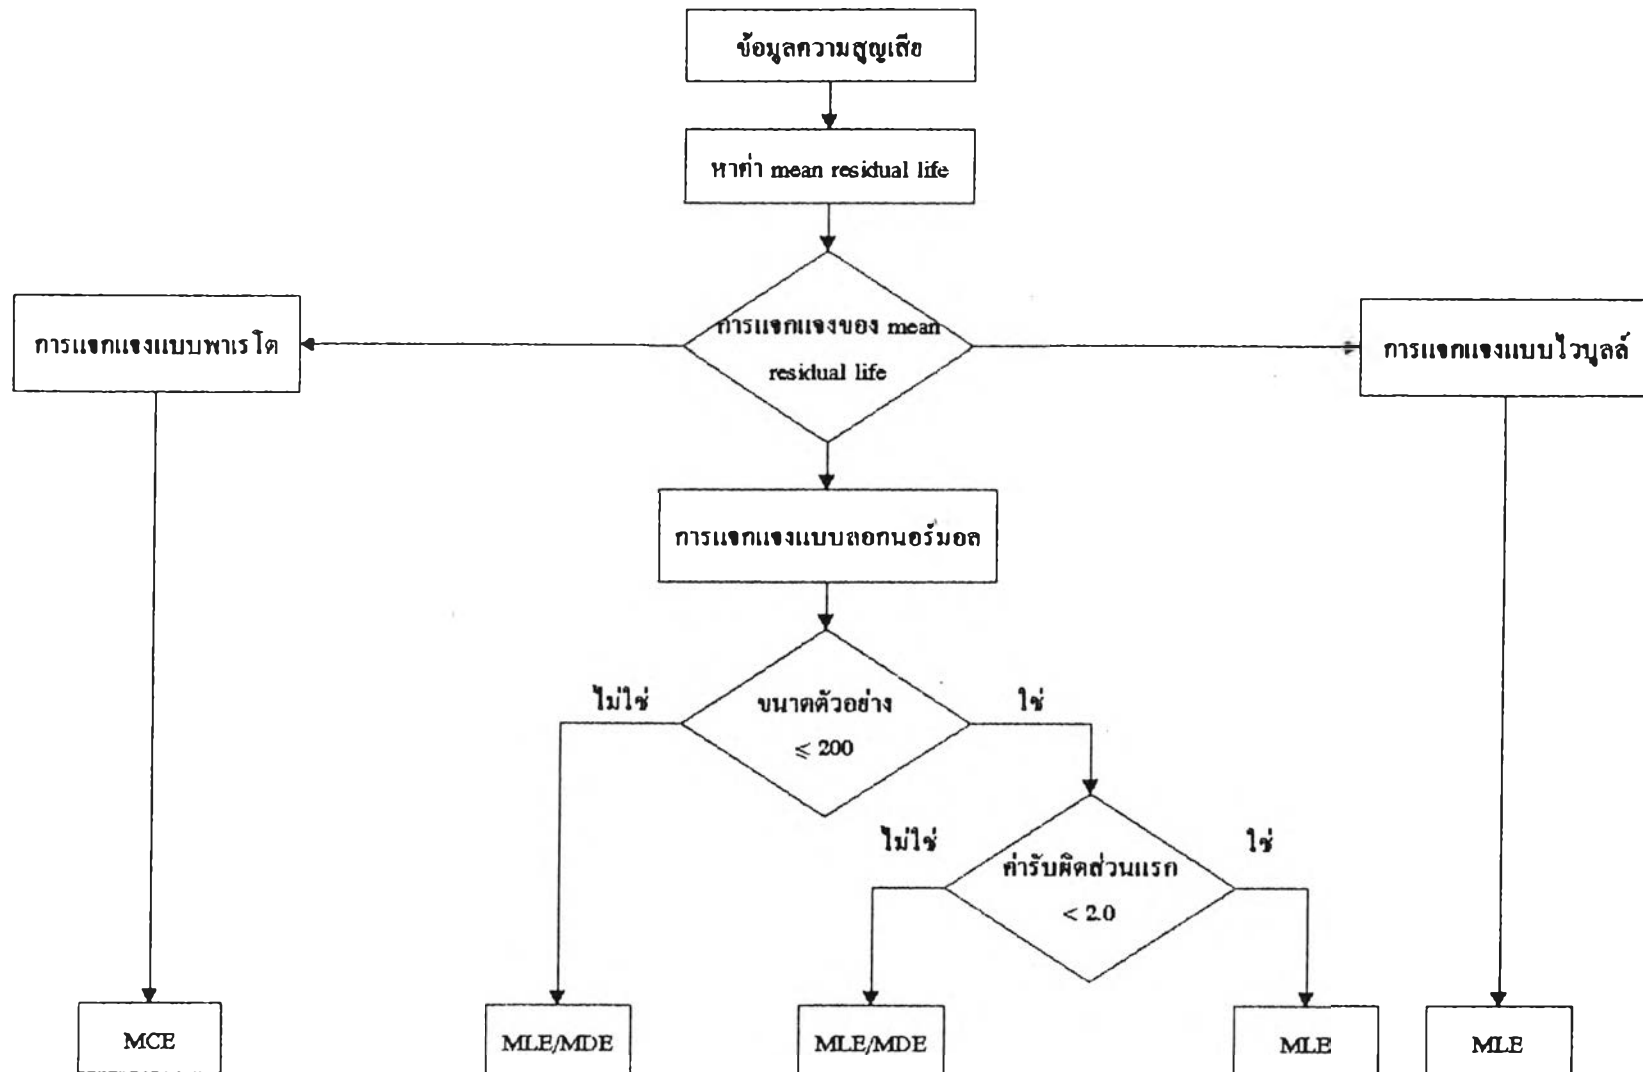 ข้อมูลความสูญเสีย
หาค่า mean residual life
การแจกแจงของ mean
residual life
การแจกแจงแบบพาเรโต
การแจกแจงแบบไวบูลล์
การแจกแจงแบบลอกนอร์มอล
ไม่ใช่
ขนาดตัวอย่าง
≤ 200
ใช่
ไม่ใช่
ค่ารับผิดส่วนแรก
< 2.0
ใช่
MCE
MLE/MDE
MLE/MDE
MLE
MLE